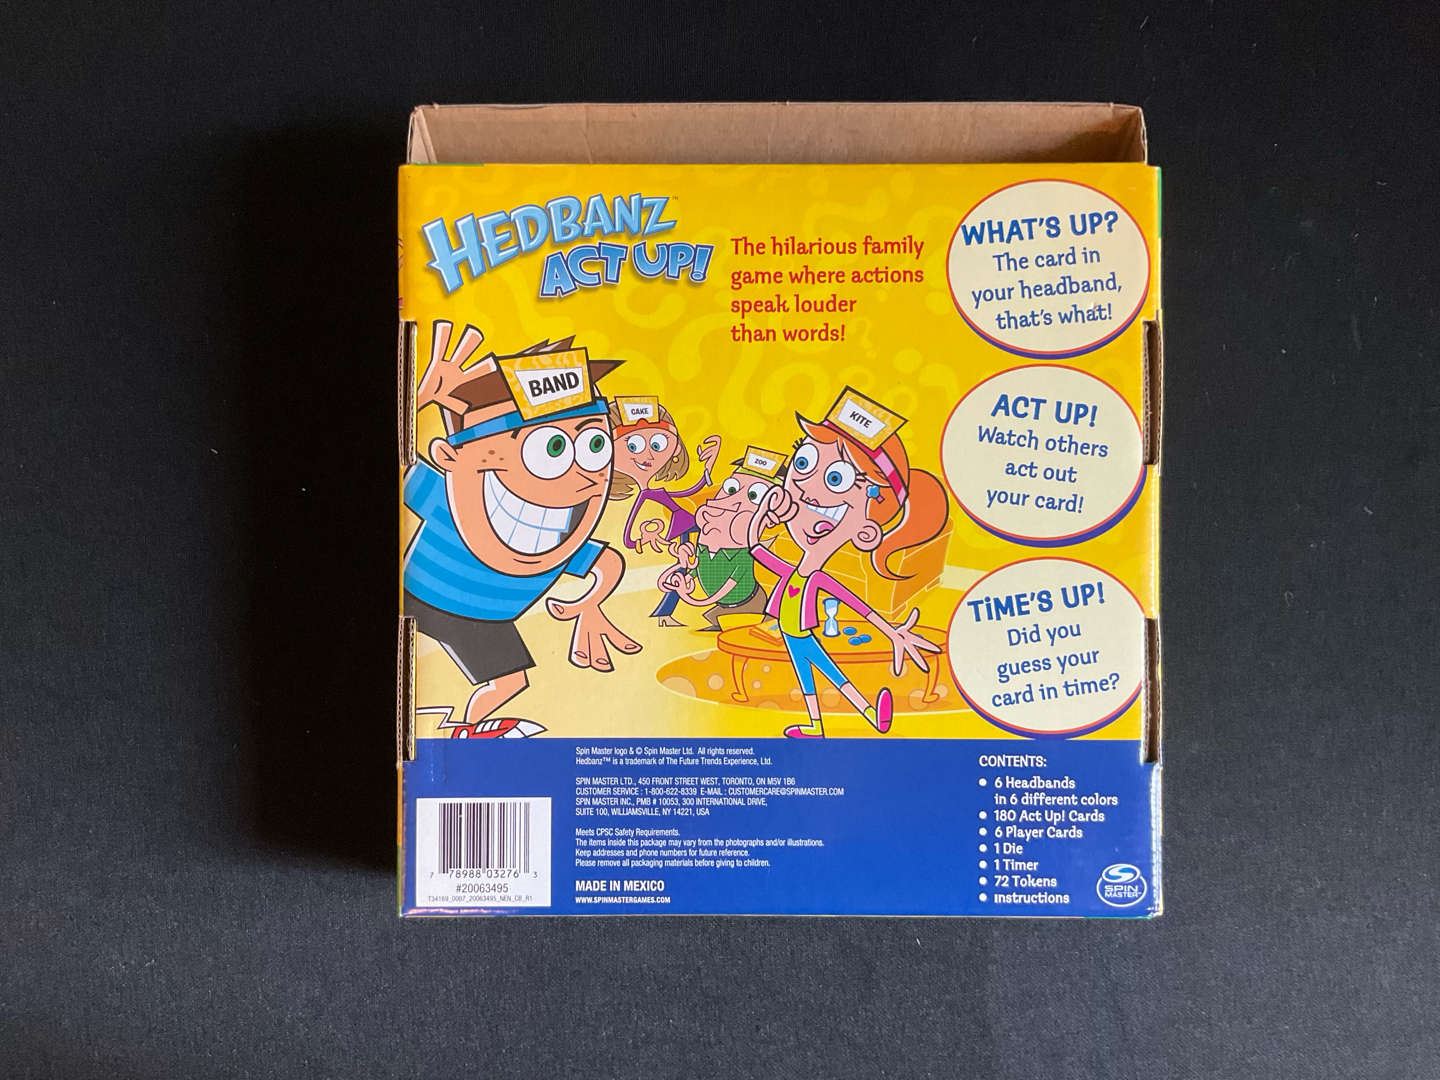 HEDBANZ™
ACT UP!
The hilarious family
game where actions
speak louder
than words!
WHAT'S UP?
The card in
your headband,
that's what!
ACT UP!
Watch others
act out
your card!
TiME'S UP!
Did you
guess your
card in time?
BAND
CAKE
ZOO
KITE
Spin Master logo & © Spin Master Ltd. All rights reserved.
Hedbanz™ is a trademark of The Future Trends Experience, Ltd.
SPIN MASTER LTD., 450 FRONT STREET WEST, TORONTO, ON M5V 1B6
CUSTOMER SERVICE : 1-800-622-8339 E-MAIL : CUSTOMERCARE@SPINMASTER.COM
SPIN MASTER INC., PMB # 10053, 300 INTERNATIONAL DRIVE,
SUITE 100, WILLIAMSVILLE, NY 14221, USA
Meets CPSC Safety Requirements.
The items inside this package may vary from the photographs and/or illustrations.
Keep addresses and phone numbers for future reference.
Please remove all packaging materials before giving to children.
MADE IN MEXICO
WWW.SPINMASTERGAMES.COM
7 78988 03276 3
#20063495
T34169_0007_20063495_NEN_CB_R1
CONTENTS:
• 6 Headbands
in 6 different colors
• 180 Act Up! Cards
• 6 Player Cards
• 1 Die
• 1 Timer
• 72 Tokens
• instructions
SPIN
MASTER™